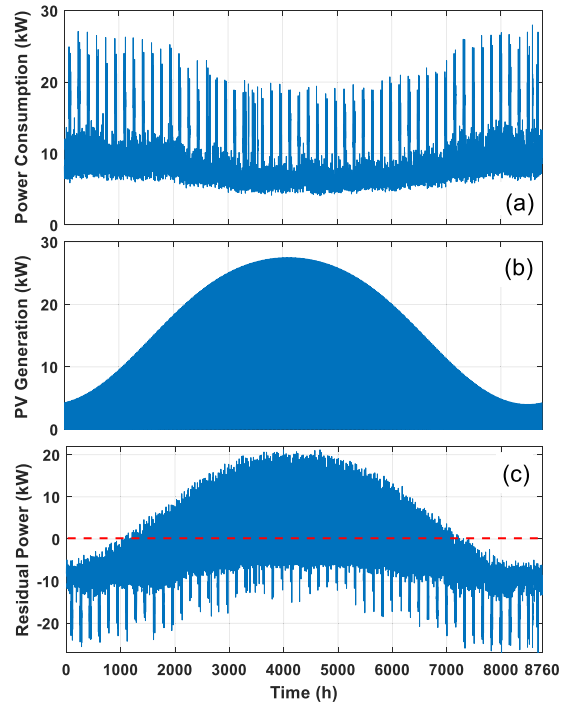 Power Consumption (kW)
30
20
10
0
(a)
PV Generation (kW)
30
20
10
0
(b)
Residual Power (kW)
20
10
0
-10
-20
(c)
0 1000 2000 3000 4000 5000 6000 7000 8000 8760
Time (h)